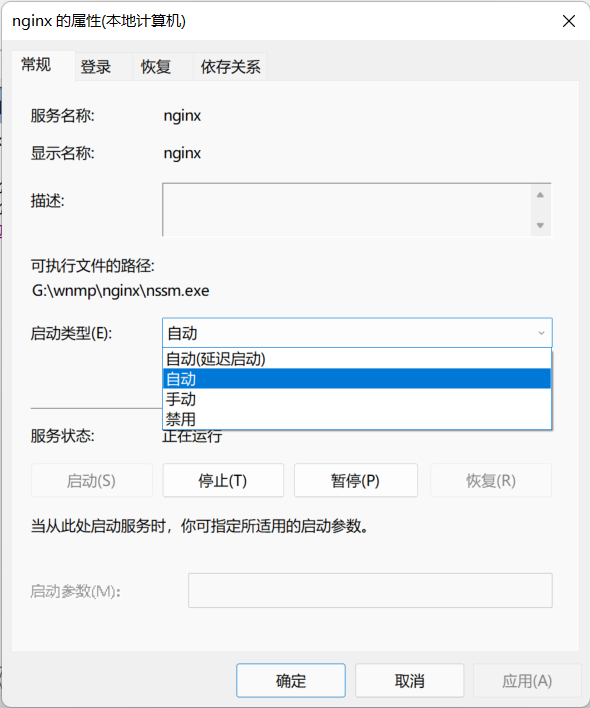 nginx 的属性(本地计算机)
常规 登录 恢复 依存关系
服务名称: nginx
显示名称: nginx
描述:
可执行文件的路径:
G:\wnmp\nginx\nssm.exe
启动类型(E): 自动
自动(延迟启动)
自动
手动
禁用
服务状态: 正在运行
启动(S) 停止(T) 暂停(P) 恢复(R)
当从此处启动服务时，你可指定所适用的启动参数。
启动参数(M):
确定 取消 应用(A)